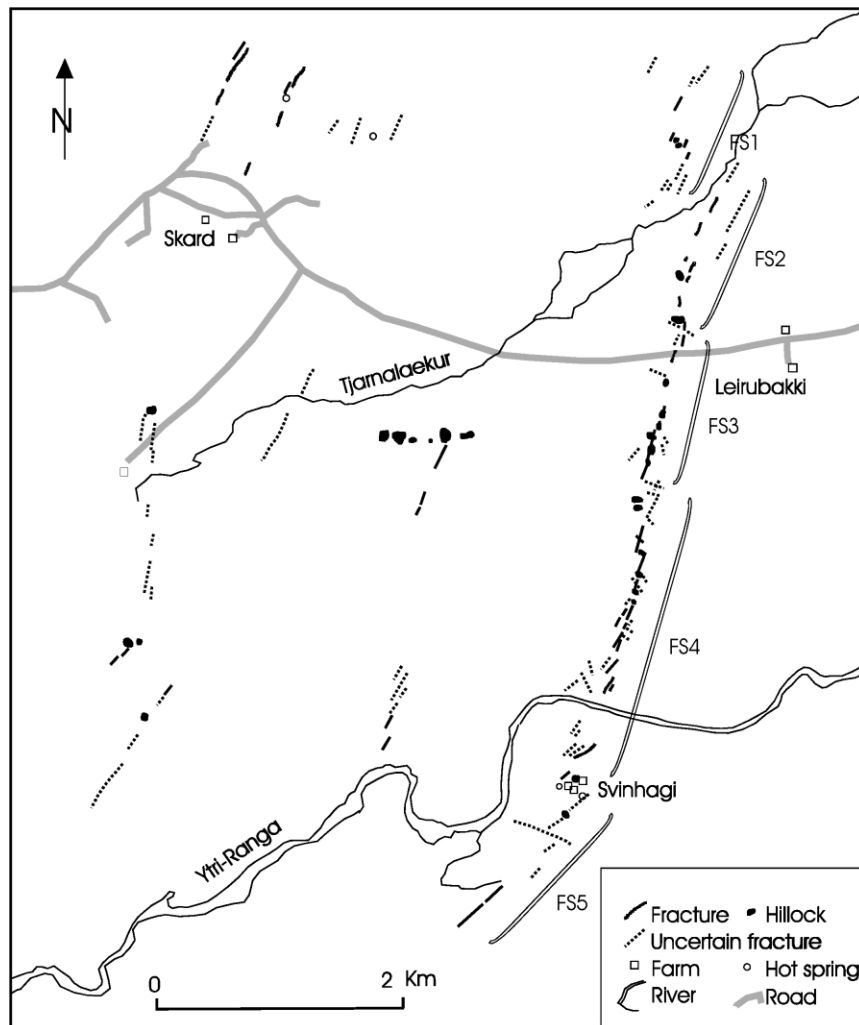 N
FS1
Skard
FS2
Tjarnalaekur
Leirubakki
FS3
FS4
Svinhagi
Ytri-Ranga
FS5
0 2 Km
Fracture Hillock
Uncertain fracture
Farm Hot spring
River Road